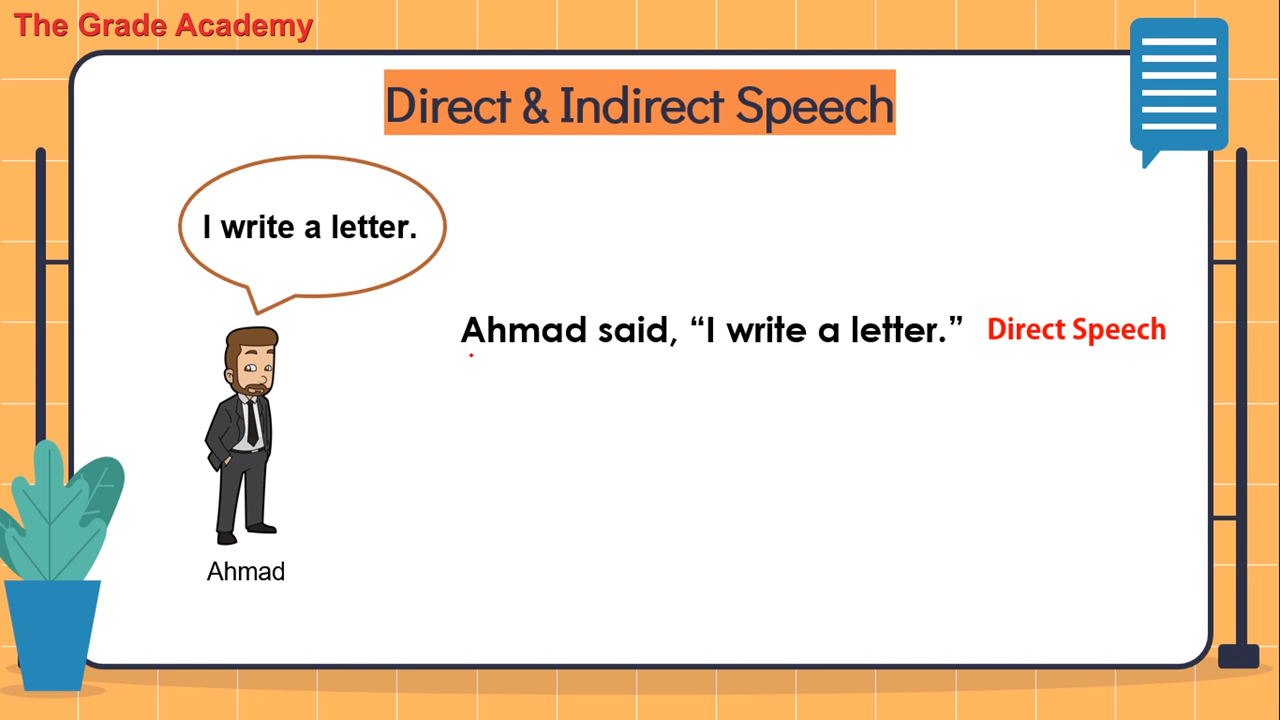 The Grade Academy
Direct & Indirect Speech
I write a letter.
Ahmad said, “I write a letter.” Direct Speech
Ahmad